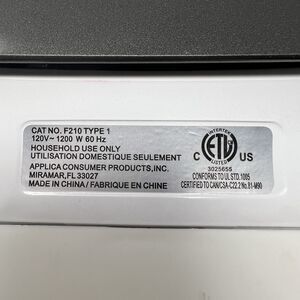 CAT NO. F210 TYPE 1
120V~ 1200 W 60 Hz
HOUSEHOLD USE ONLY
UTILISATION DOMESTIQUE SEULEMENT
APPLICA CONSUMER PRODUCTS, INC.
MIRAMAR, FL 33027
MADE IN CHINA / FABRIQUE EN CHINE
INTERTEK
C ETL US
LISTED
3025655
CONFORMS TO UL STD. 1005
CERTIFIED TO CAN/CSA-C22.2 No. 81-M90